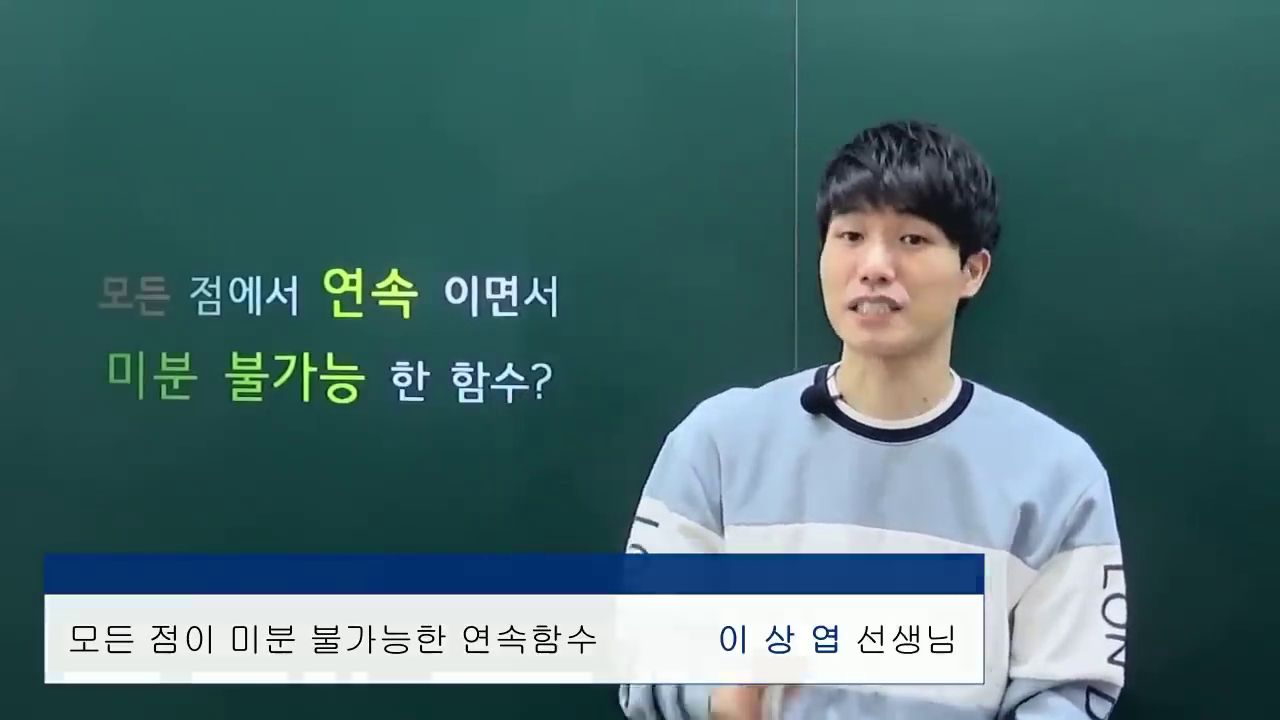 모든 점에서 연속 이면서
미분 불가능 한 함수?
모든 점이 미분 불가능한 연속함수 이 상 엽 선생님
LOND